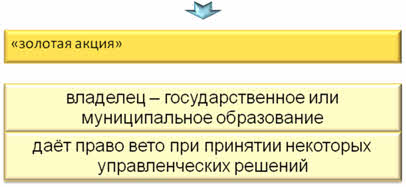 «золотая акция»
владелец – государственное или
муниципальное образование
даёт право вето при принятии некоторых
управленческих решений